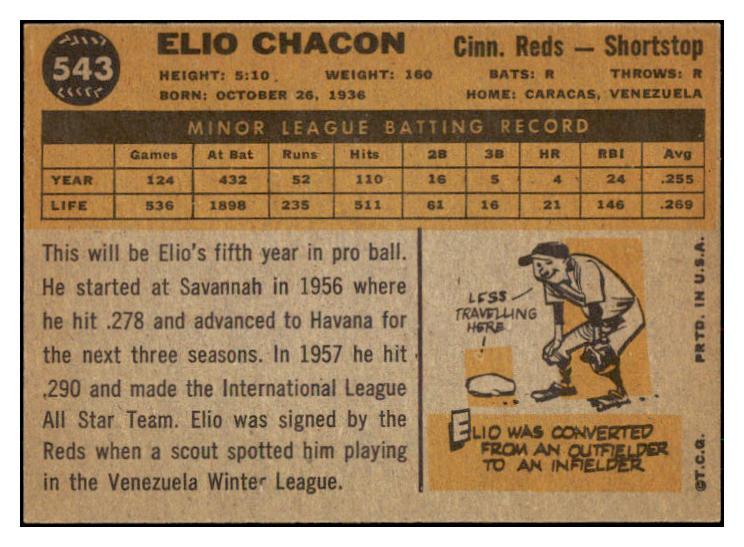 543
ELIO CHACON
Cinn. Reds — Shortstop
HEIGHT: 5:10. WEIGHT: 160 BATS: R THROWS: R
BORN: OCTOBER 26, 1936 HOME: CARACAS, VENEZUELA
MINOR LEAGUE BATTING RECORD
Games At Bat Runs Hits 2B 3B HR RBI Avg
YEAR 124 432 52 110 16 5 4 24 .255
LIFE 536 1898 235 511 61 16 21 146 .269
This will be Elio's fifth year in pro ball.
He started at Savannah in 1956 where
he hit .278 and advanced to Havana for
the next three seasons. In 1957 he hit
.290 and made the International League
All Star Team. Elio was signed by the
Reds when a scout spotted him playing
in the Venezuela Winter League.
LESS
TRAVELLING
HERE
ELIO WAS CONVERTED
FROM AN OUTFIELDER
TO AN INFIELDER
©T.C.G. PRTD. IN U.S.A.